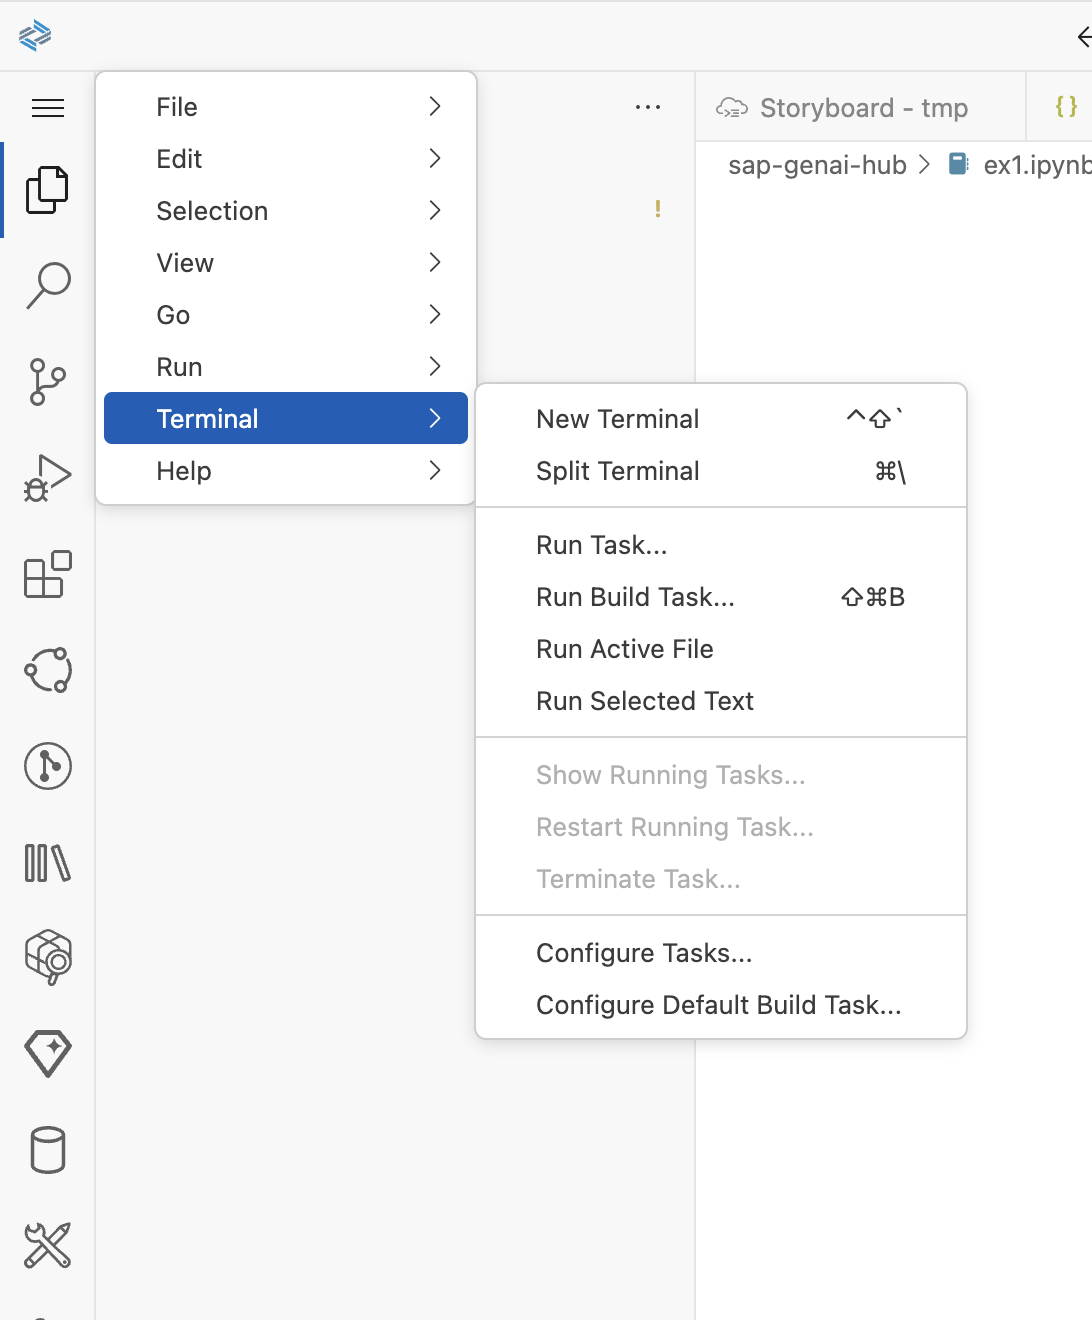 File
Edit
Selection
View
Go
Run
Terminal
Help
Storyboard - tmp
{ }
sap-genai-hub > ex1.ipynb
!
New Terminal ^⇧`
Split Terminal ⌘\
Run Task...
Run Build Task... ⇧⌘B
Run Active File
Run Selected Text
Show Running Tasks...
Restart Running Task...
Terminate Task...
Configure Tasks...
Configure Default Build Task...